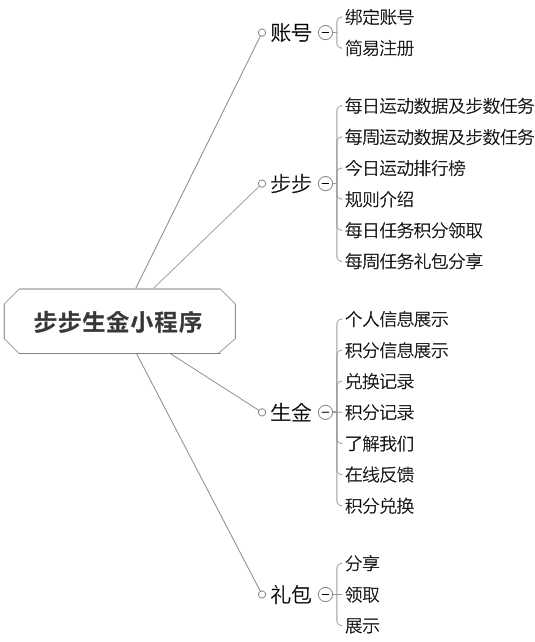 步步生金小程序
账号
绑定账号
简易注册
步步
每日运动数据及步数任务
每周运动数据及步数任务
今日运动排行榜
规则介绍
每日任务积分领取
每周任务礼包分享
生金
个人信息展示
积分信息展示
兑换记录
积分记录
了解我们
在线反馈
积分兑换
礼包
分享
领取
展示